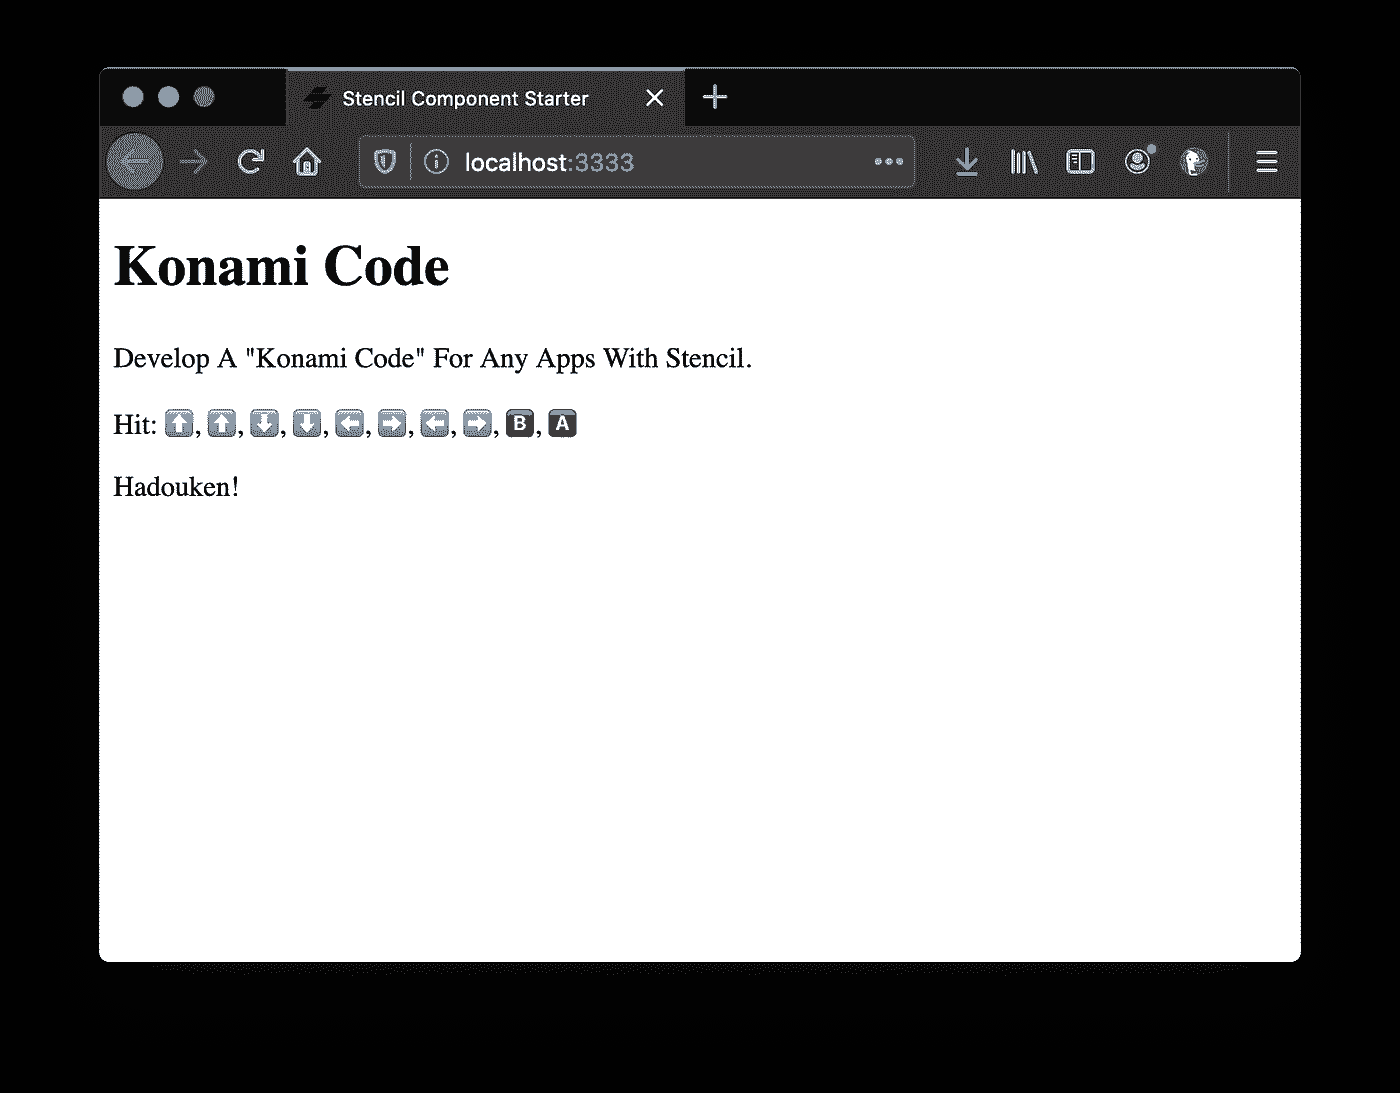 Stencil Component Starter
localhost:3333
Konami Code
Develop A "Konami Code" For Any Apps With Stencil.
Hit: ⬆️, ⬆️, ⬇️, ⬇️, ⬅️, ➡️, ⬅️, ➡️, 🅱, 🅰
Hadouken!